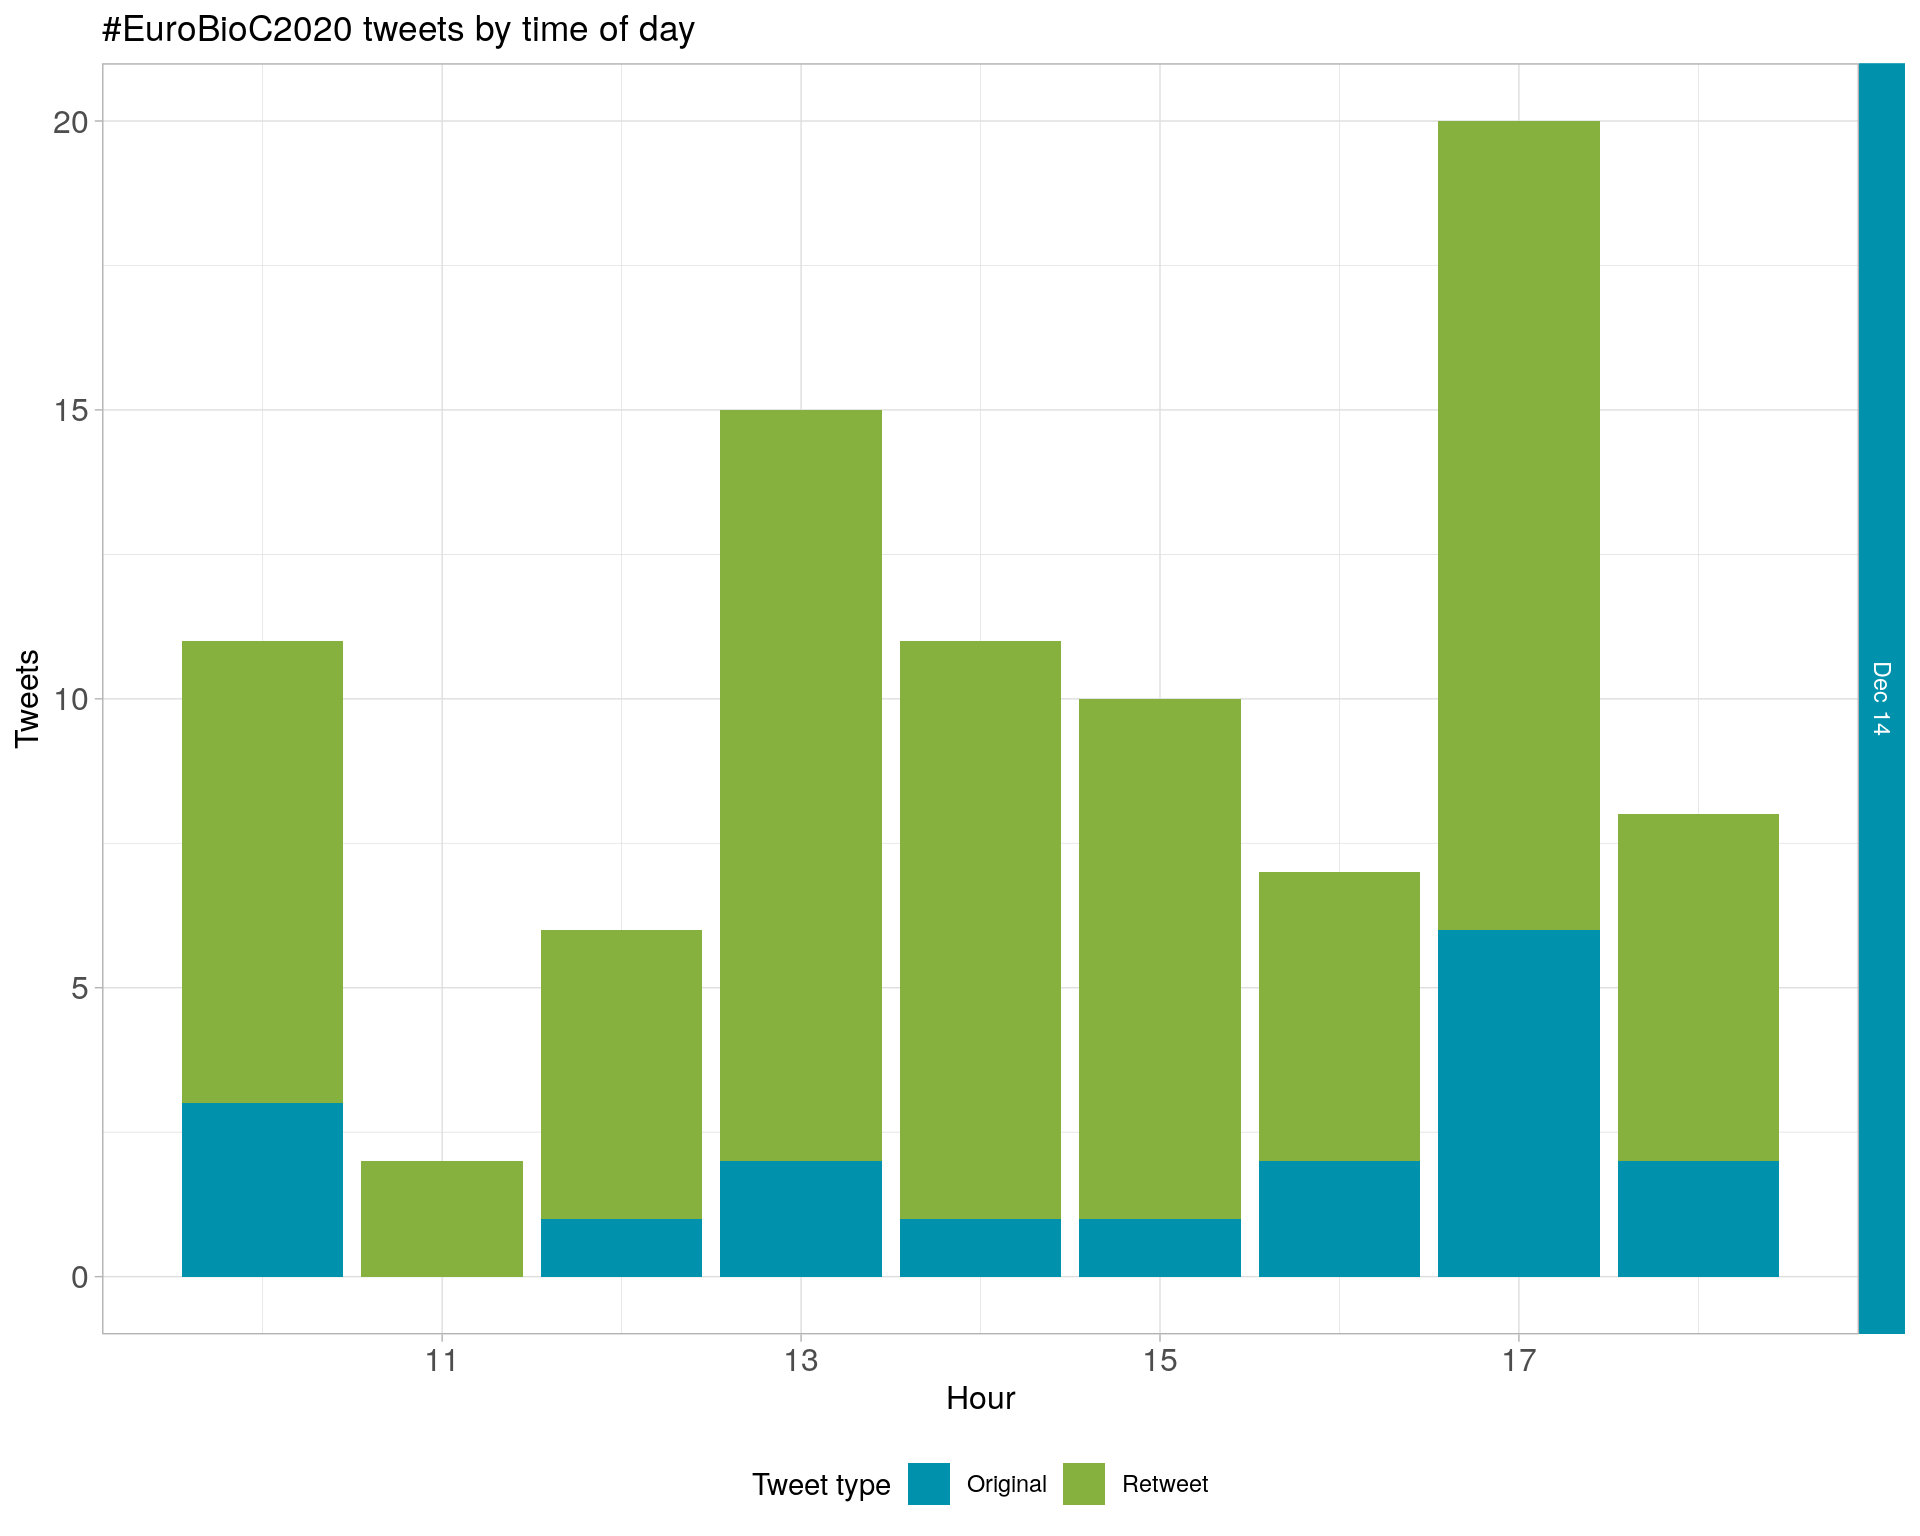 #EuroBioC2020 tweets by time of day
20
15
10
5
0
Tweets
Dec 14
11 13 15 17
Hour
Tweet type Original Retweet